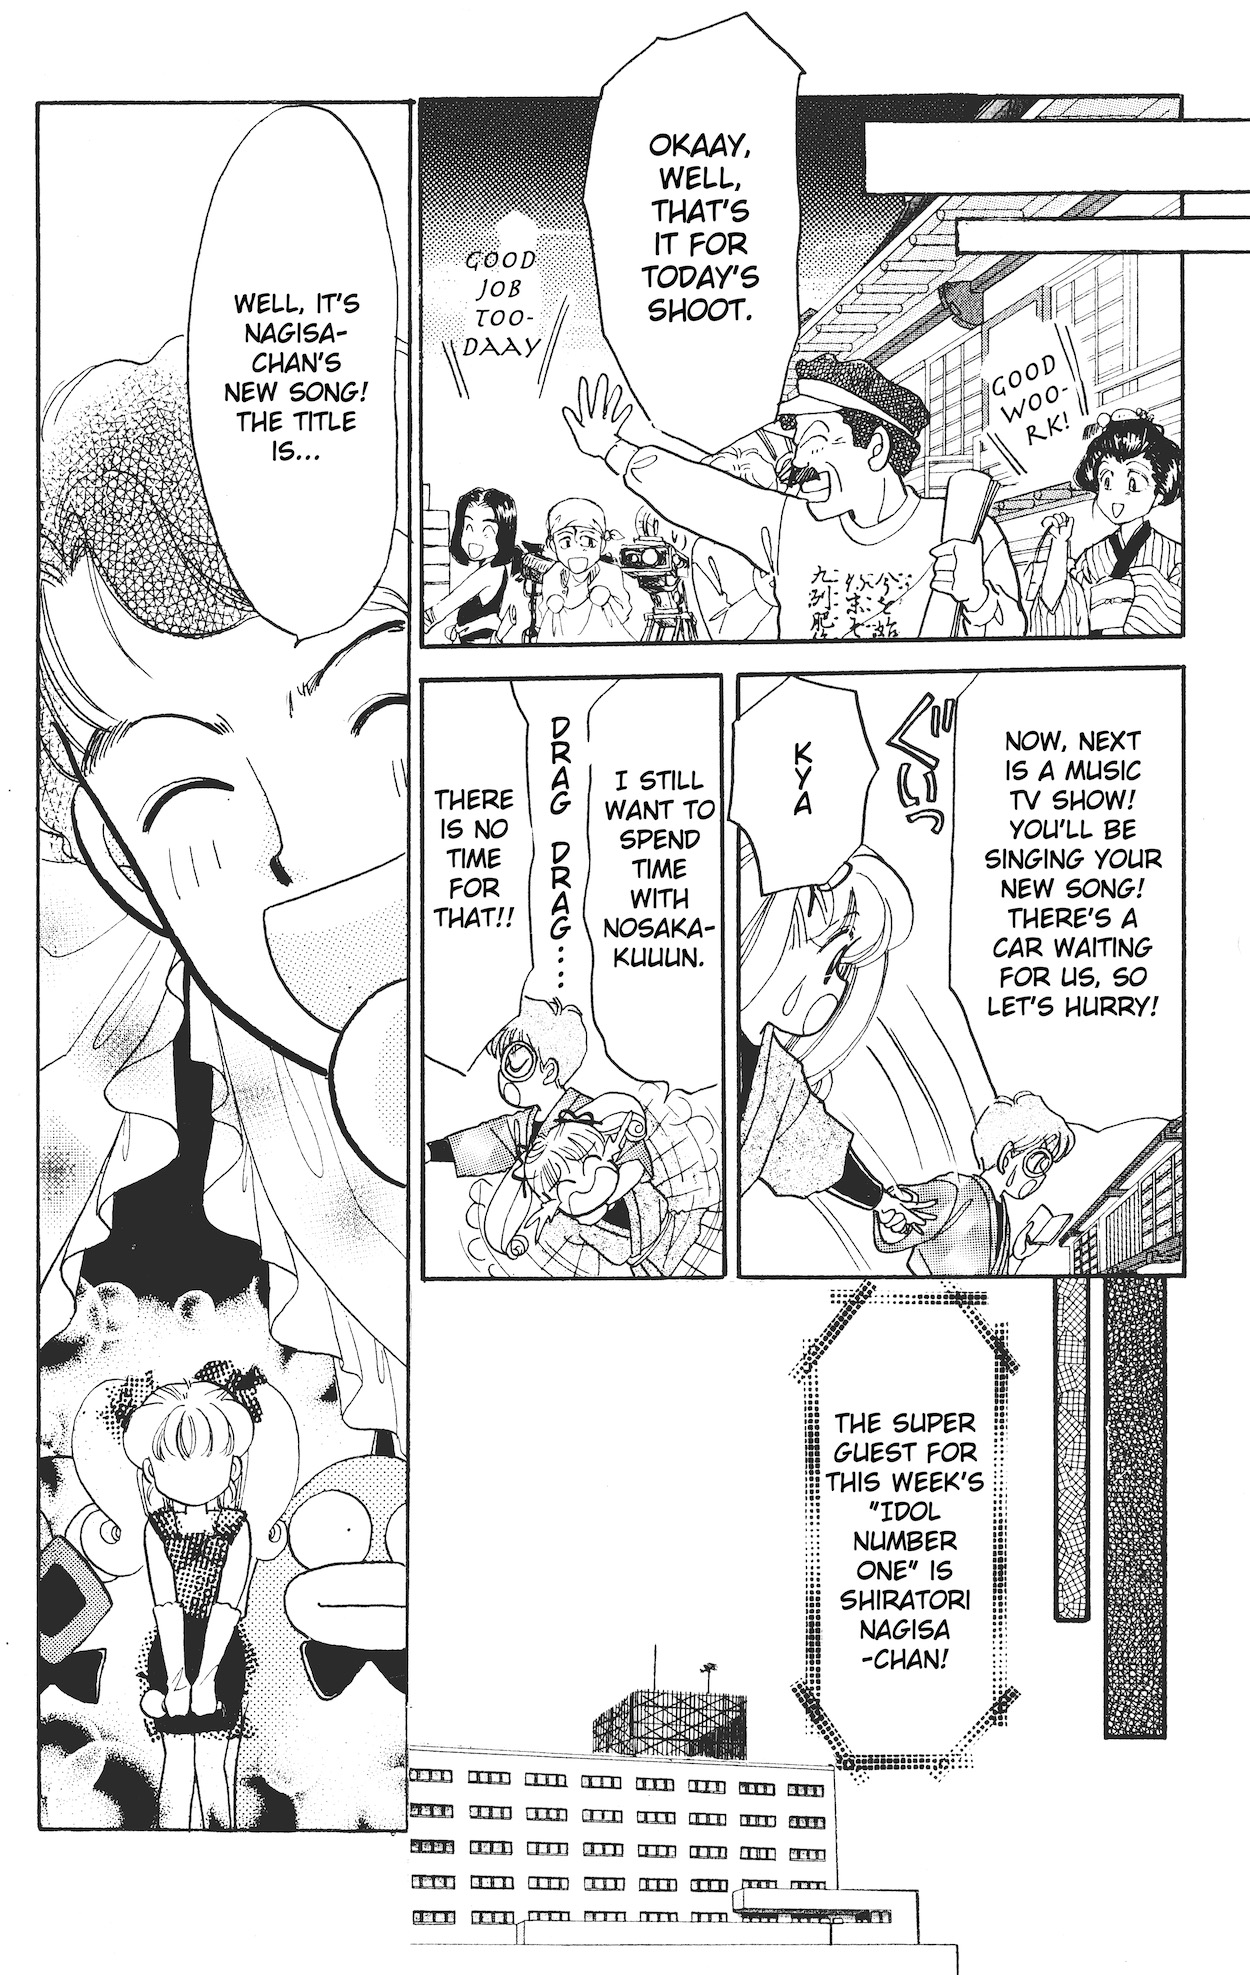 OKAAY,
WELL,
THAT'S
IT FOR
TODAY'S
SHOOT.
GOOD
WOO-
RK!
GOOD
JOB
TOO-
DAAY
NOW, NEXT
IS A MUSIC
TV SHOW!
YOU'LL BE
SINGING YOUR
NEW SONG!
THERE'S A
CAR WAITING
FOR US, SO
LET'S HURRY!
ぐいっ
KYA
I STILL
WANT TO
SPEND
TIME
WITH
NOSAKA-
KUUUN.
DRAG DRAG....
THERE
IS NO
TIME
FOR
THAT!!
THE SUPER
GUEST FOR
THIS WEEK'S
"IDOL
NUMBER
ONE" IS
SHIRATORI
NAGISA
-CHAN!
WELL, IT'S
NAGISA-
CHAN'S
NEW SONG!
THE TITLE
IS...